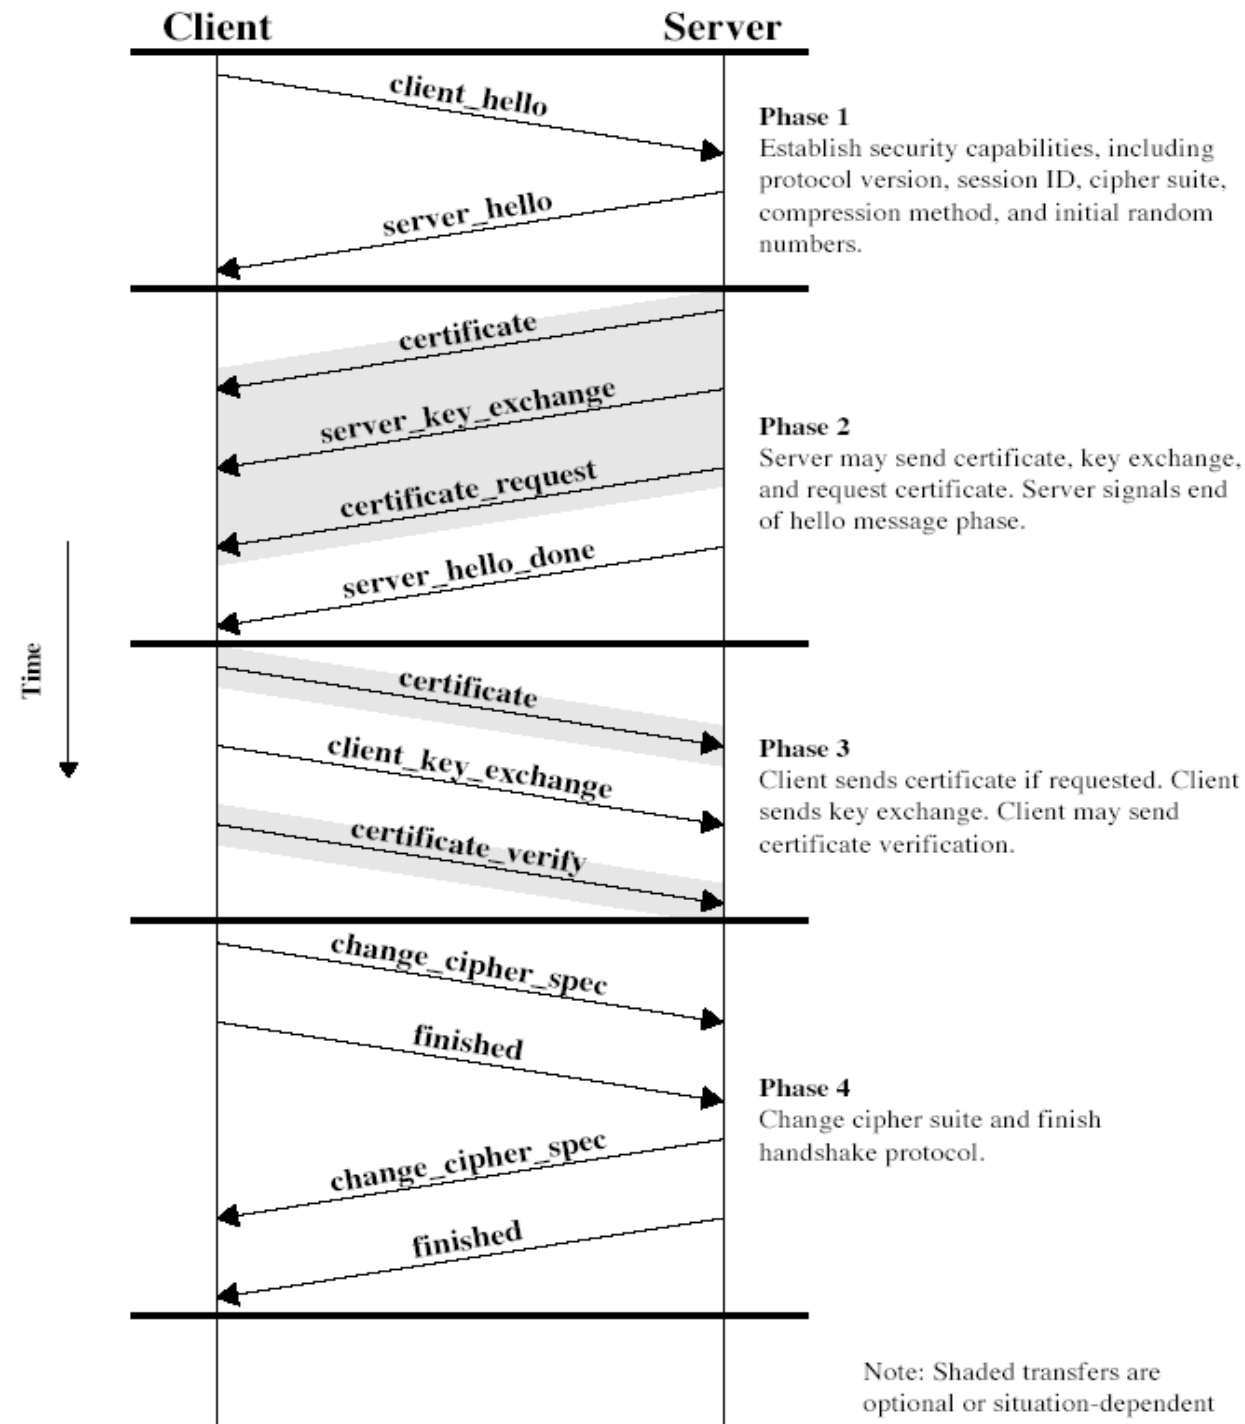 Client
Server
client_hello
server_hello
Phase 1
Establish security capabilities, including
protocol version, session ID, cipher suite,
compression method, and initial random
numbers.
certificate
server_key_exchange
certificate_request
server_hello_done
Phase 2
Server may send certificate, key exchange,
and request certificate. Server signals end
of hello message phase.
Time
certificate
client_key_exchange
certificate_verify
Phase 3
Client sends certificate if requested. Client
sends key exchange. Client may send
certificate verification.
change_cipher_spec
finished
change_cipher_spec
finished
Phase 4
Change cipher suite and finish
handshake protocol.
Note: Shaded transfers are
optional or situation-dependent